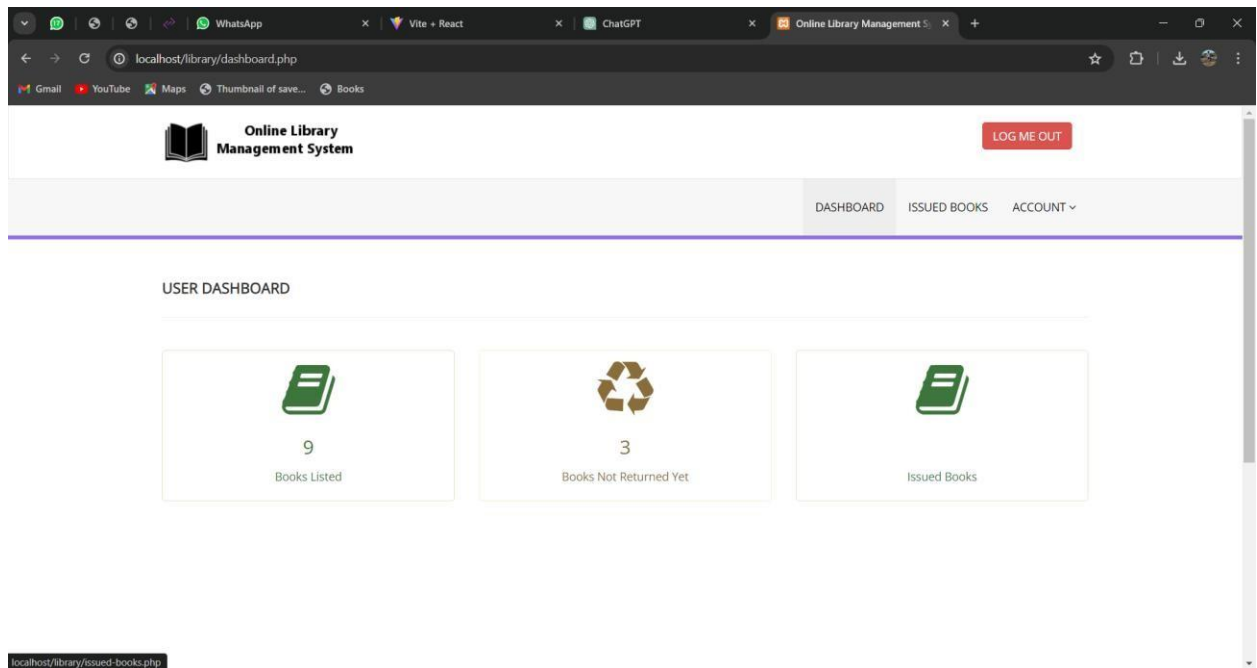 WhatsApp
Vite + React
ChatGPT
Online Library Management S
localhost/library/dashboard.php
Gmail
YouTube
Maps
Thumbnail of save...
Books
Online Library
Management System
LOG ME OUT
DASHBOARD
ISSUED BOOKS
ACCOUNT
USER DASHBOARD
9
Books Listed
3
Books Not Returned Yet
Issued Books
localhost/library/issued-books.php